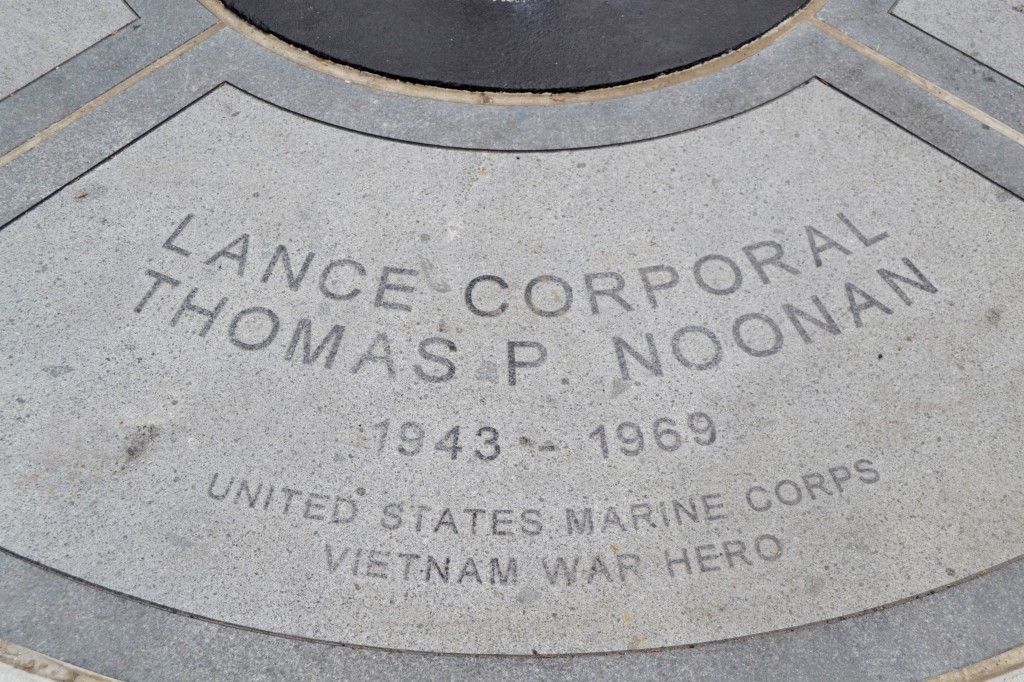 LANCE CORPORAL
THOMAS P. NOONAN
1943 - 1969
UNITED STATES MARINE CORPS
VIETNAM WAR HERO